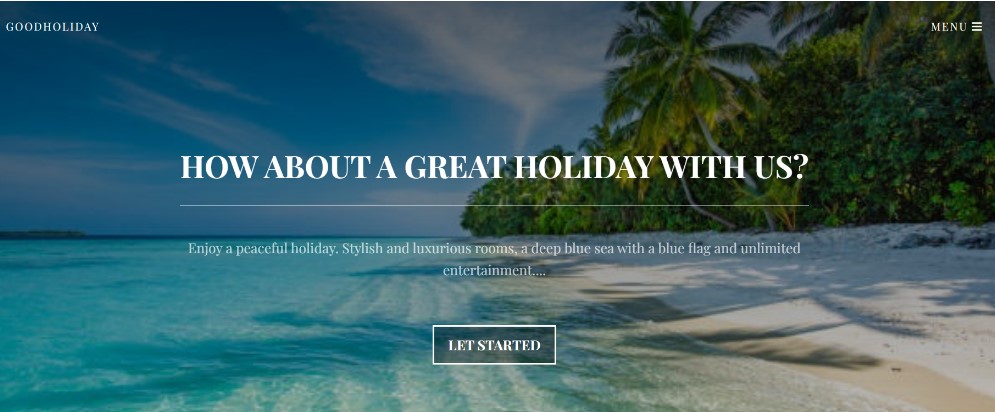 GOODHOLIDAY
MENU
HOW ABOUT A GREAT HOLIDAY WITH US?
Enjoy a peaceful holiday. Stylish and luxurious rooms, a deep blue sea with a blue flag and unlimited
entertainment....
LET STARTED